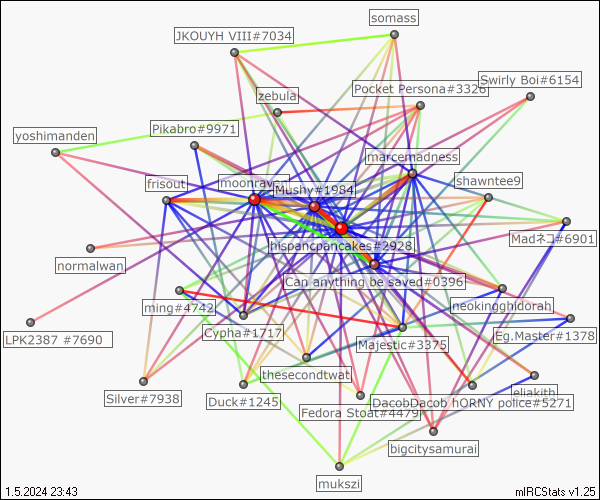 somass
JKOUYH VIII#7034
Swirly Boi#6154
Pocket Persona#3326
zebula
Pikabro#9971
yoshimanden
marcemadness
shawntee9
frisout
moonraven
Mushy#1984
Madネコ#6901
hispancpancakes#2928
normalwan
Can anything be saved#0396
neokingghidorah
ming#4742
Cypha#1717
Eg.Master#1378
LPK2387 #7690
Majestic#3375
thesecondtwat
eliakith
Silver#7938
Duck#1245
DacobDacob hORNY police#5271
Fedora Stoat#4479
bigcitysamurai
mukszi
1.5.2024 23:43
mIRCStats v1.25